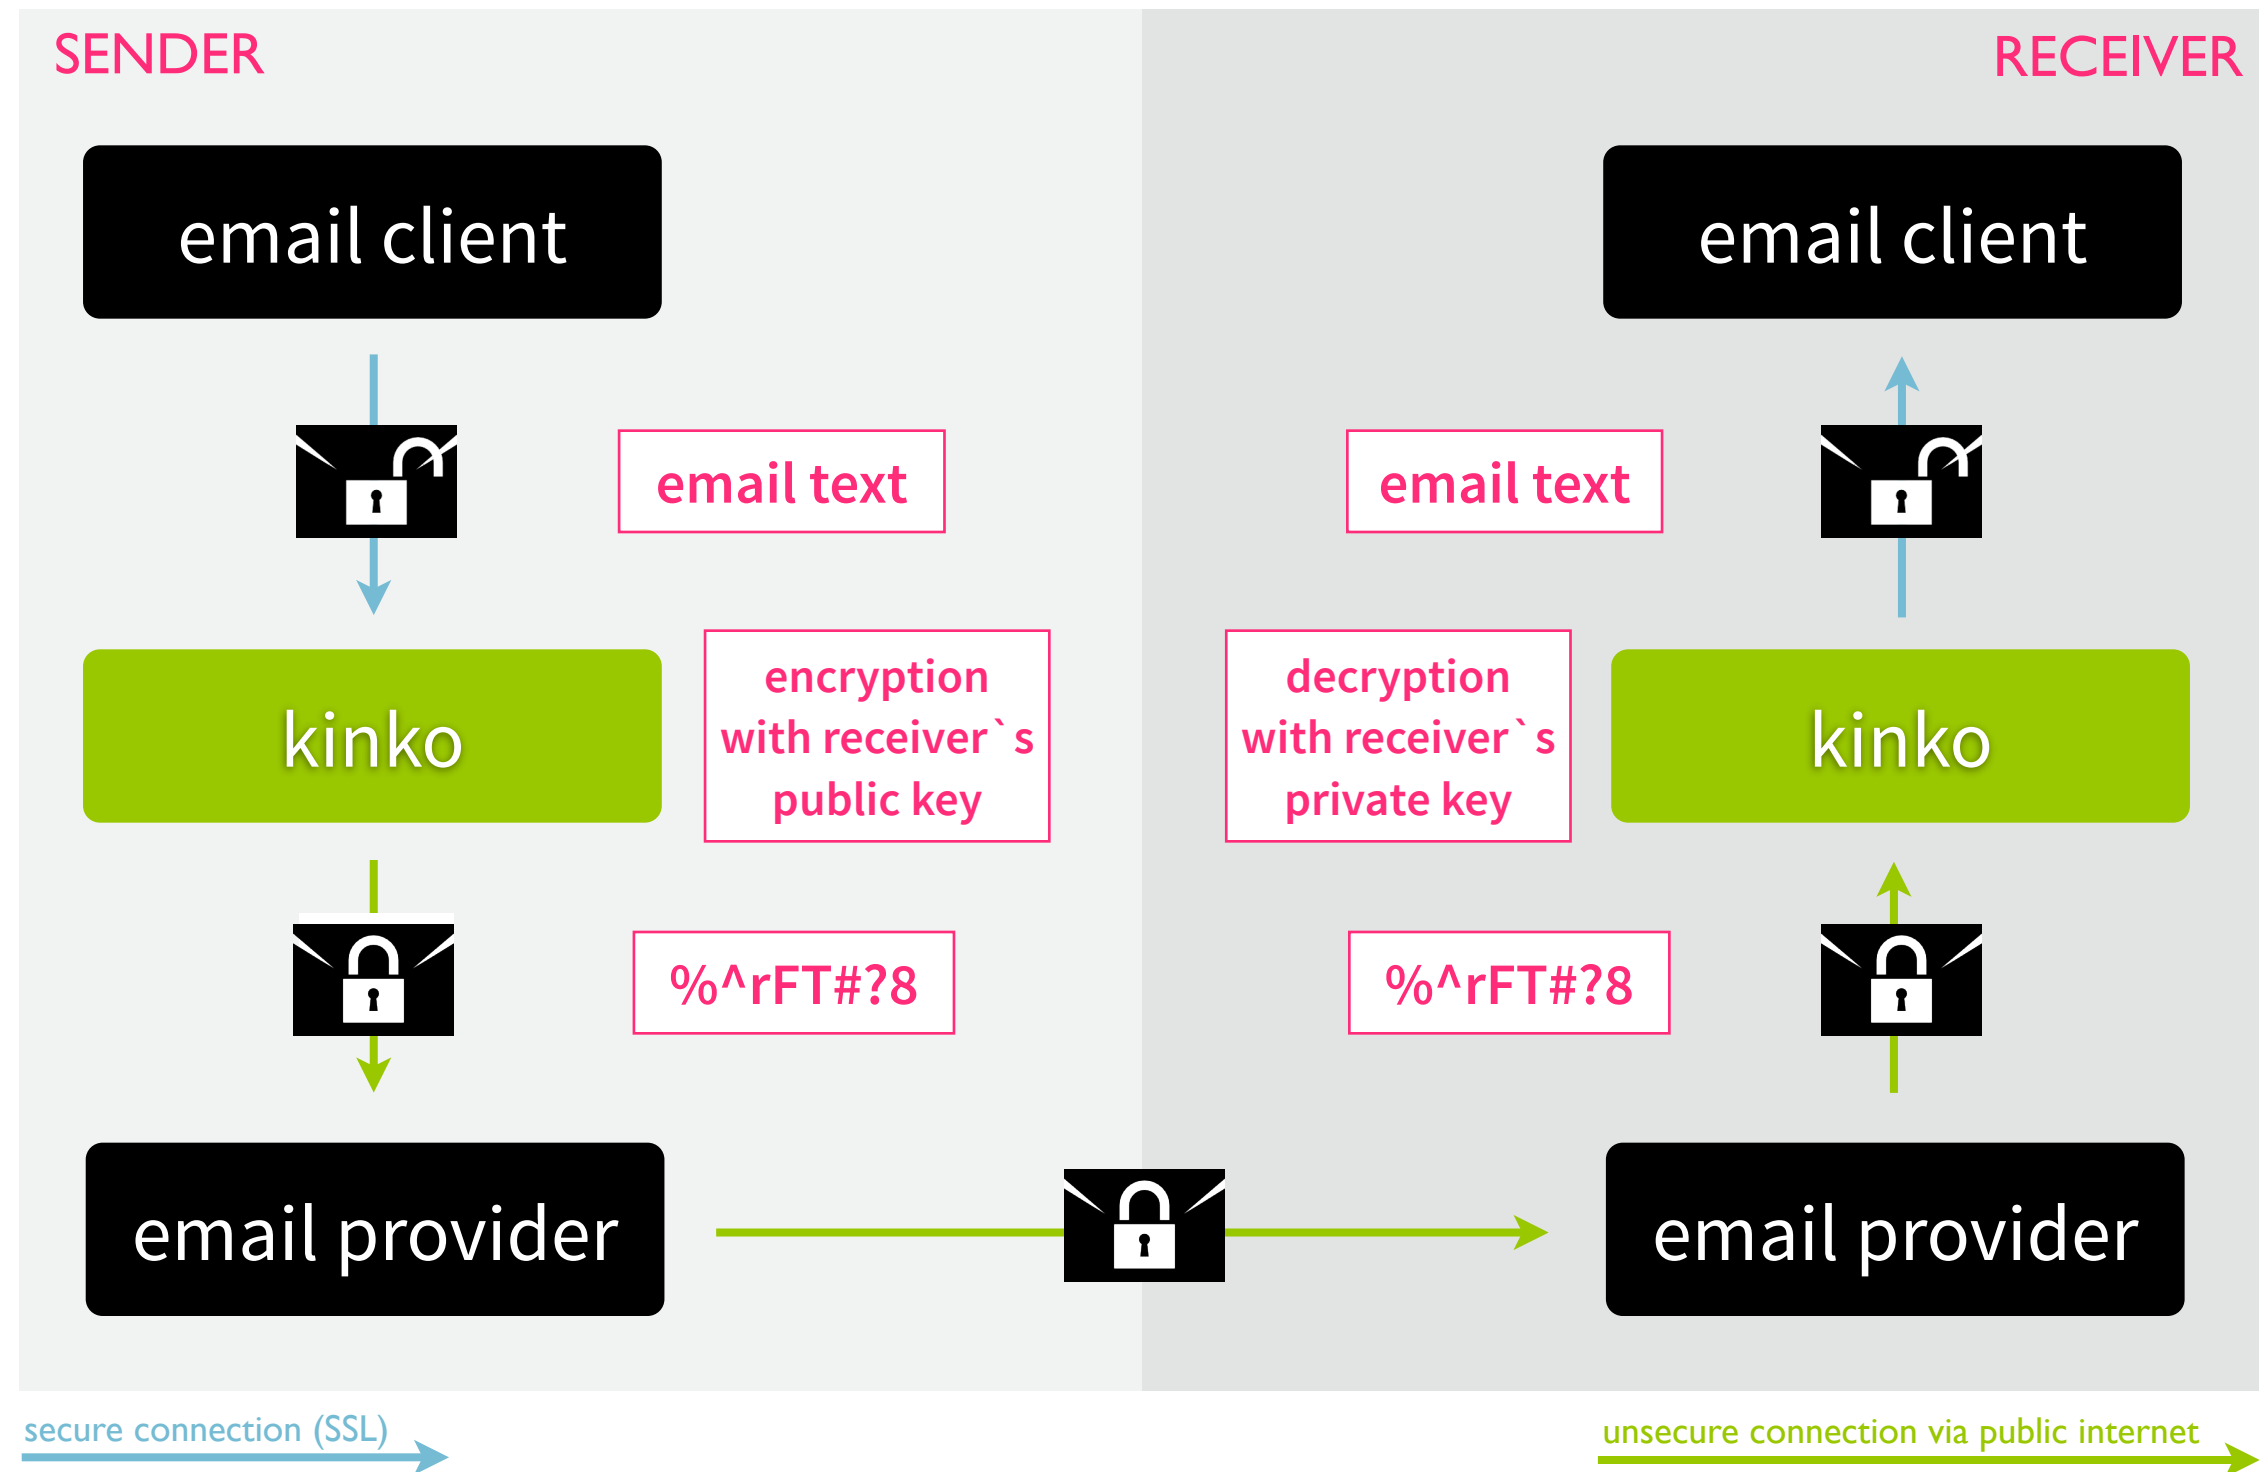 SENDER
RECEIVER
email client
email client
email text
email text
kinko
encryption
with receiver`s
public key
decryption
with receiver`s
private key
kinko
%^rFT#?8
%^rFT#?8
email provider
email provider
secure connection (SSL)
unsecure connection via public internet